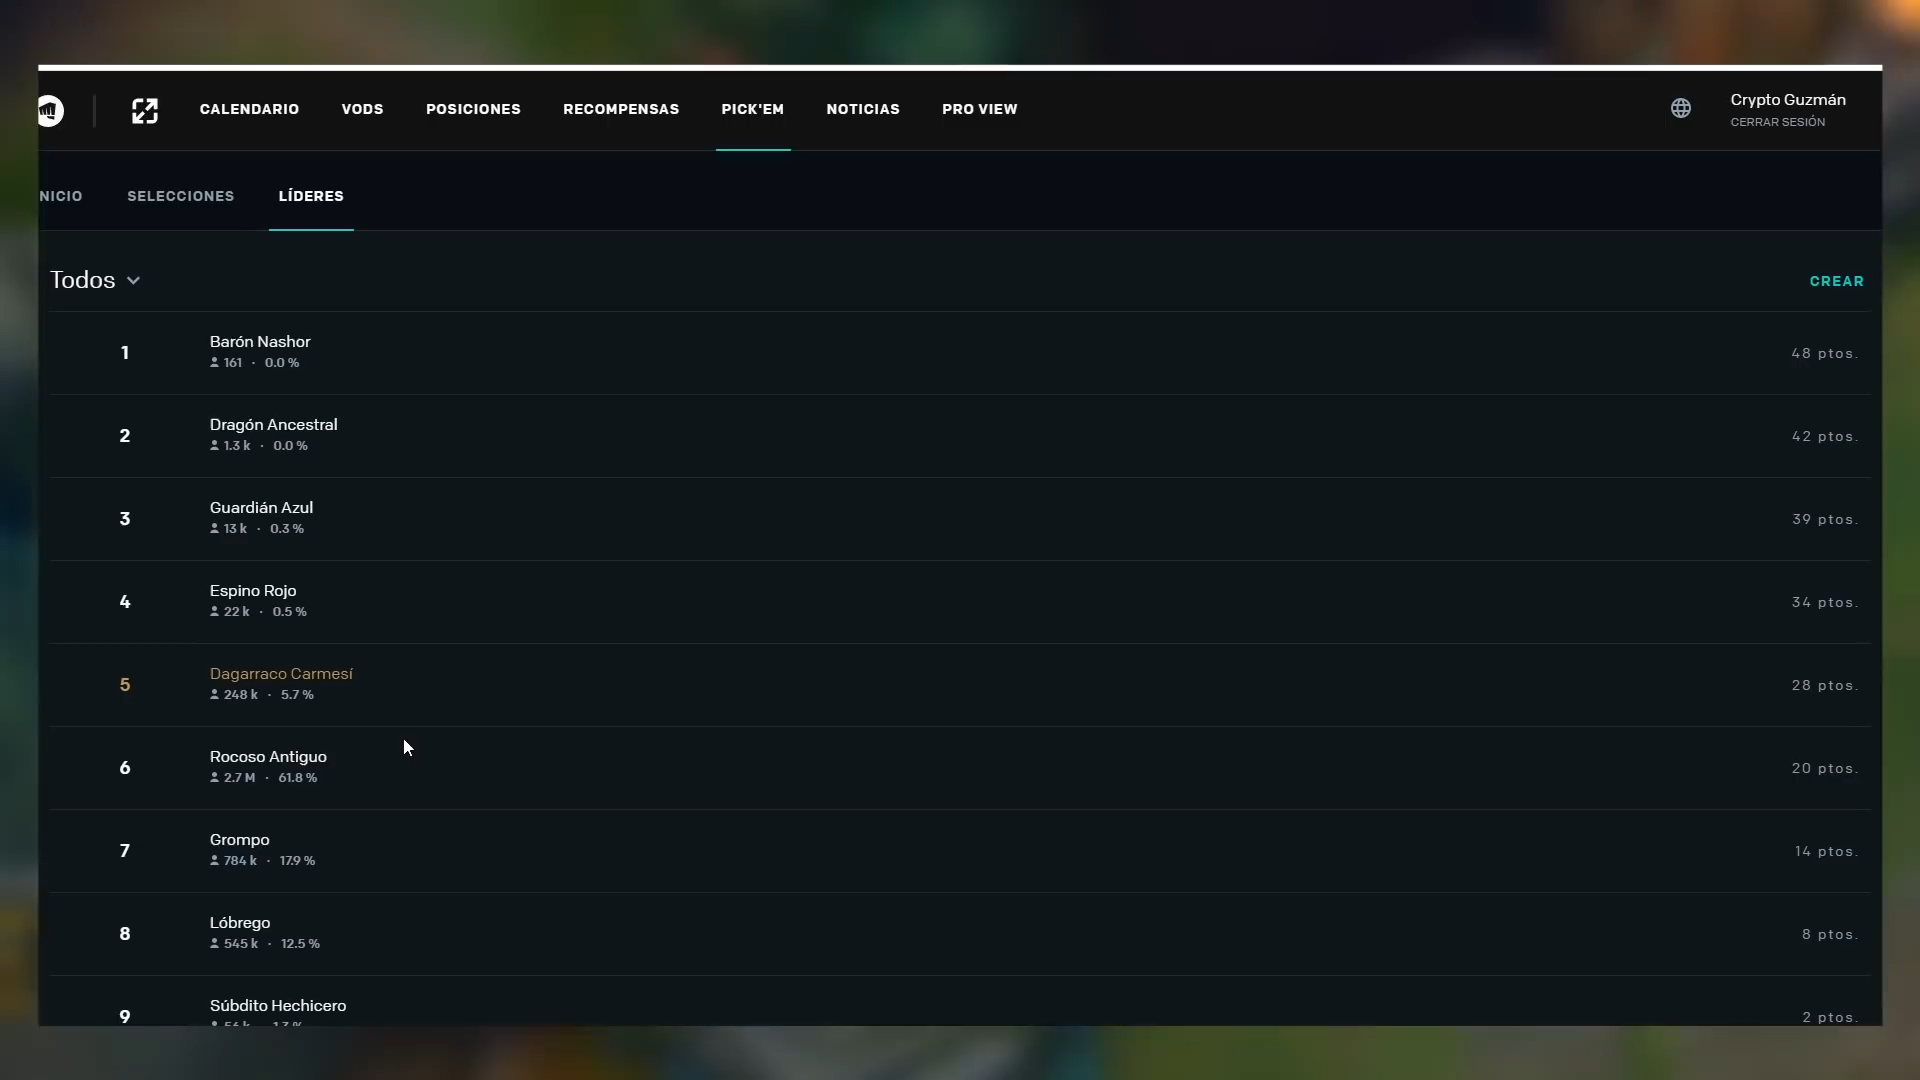 CALENDARIO VODS POSICIONES RECOMPENSAS PICK'EM NOTICIAS PRO VIEW
Crypto Guzmán
CERRAR SESIÓN
NICIO SELECCIONES LÍDERES
Todos
CREAR
1 Barón Nashor 48 ptos.
161 · 0.0 %
2 Dragón Ancestral 42 ptos.
1.3 k · 0.0 %
3 Guardián Azul 39 ptos.
13 k · 0.3 %
4 Espino Rojo 34 ptos.
22 k · 0.5 %
5 Dagarraco Carmesí 28 ptos.
248 k · 5.7 %
6 Rocoso Antiguo 20 ptos.
2.7 M · 61.8 %
7 Grompo 14 ptos.
784 k · 17.9 %
8 Lóbrego 8 ptos.
545 k · 12.5 %
9 Súbdito Hechicero 2 ptos.